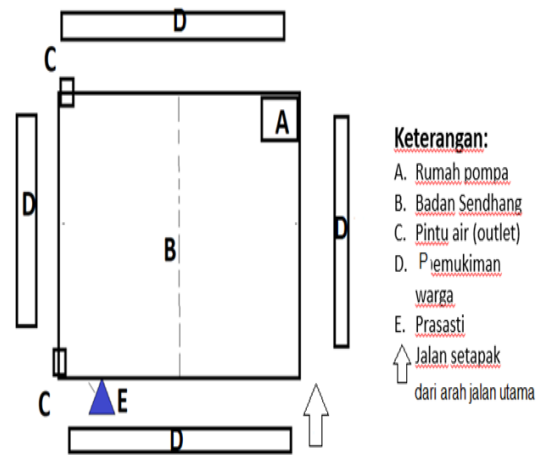 D
C
A
D
D
B
C
E
D
Keterangan:
A. Rumah pompa
B. Badan Sendhang
C. Pintu air (outlet)
D. Pemukiman
warga
E. Prasasti
Jalan setapak
dari arah jalan utama